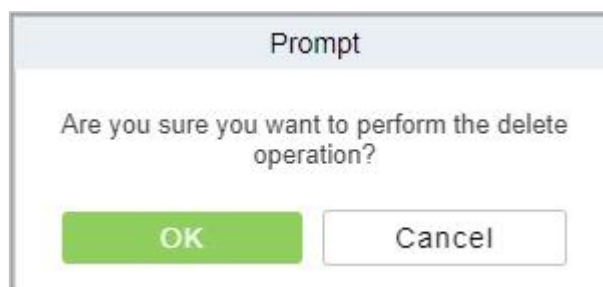 Prompt
Are you sure you want to perform the delete
operation?
OK
Cancel